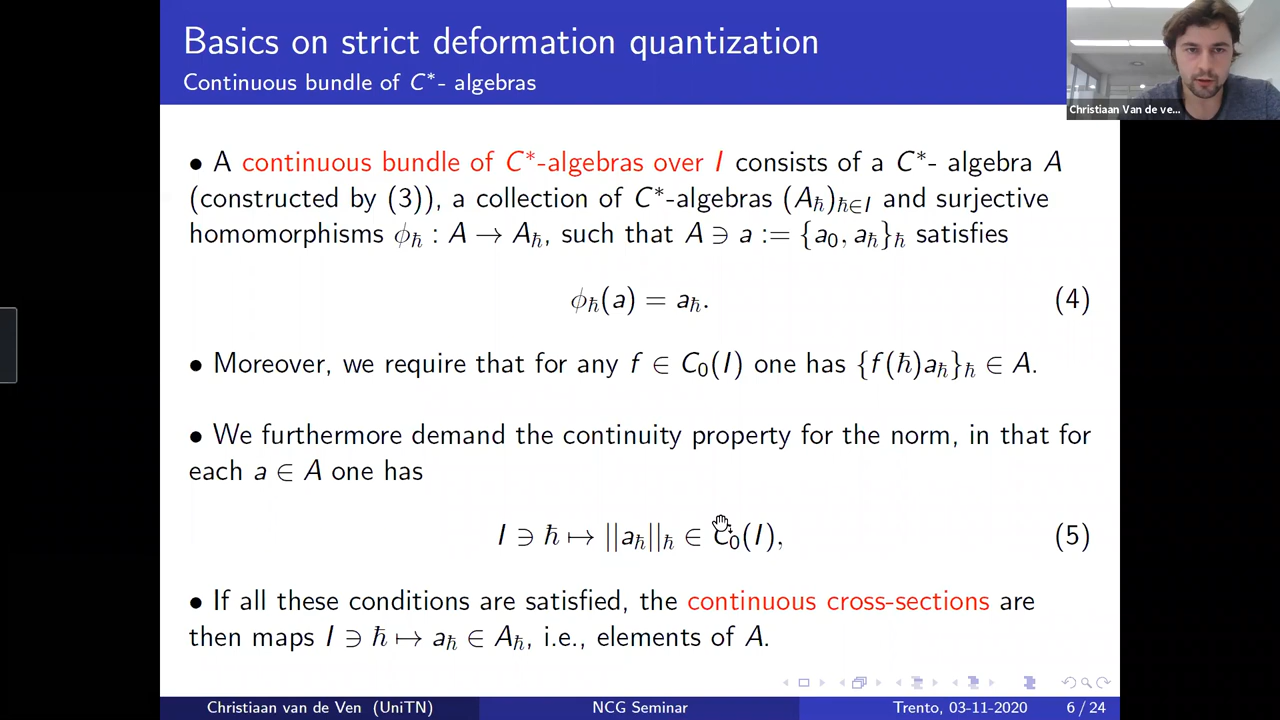 Basics on strict deformation quantization
Continuous bundle of C*- algebras
Christiaan Van de ve...
• A continuous bundle of C*-algebras over I consists of a C*- algebra A
(constructed by (3)), a collection of C*-algebras (Aℏ)ℏ∈I and surjective
homomorphisms ϕℏ : A → Aℏ, such that A ∋ a := {a₀, aℏ}ℏ satisfies
ϕℏ(a) = aℏ. (4)
• Moreover, we require that for any f ∈ C₀(I) one has {f(ℏ)aℏ}ℏ ∈ A.
• We furthermore demand the continuity property for the norm, in that for
each a ∈ A one has
I ∋ ℏ ↦ ||aℏ||ℏ ∈ C₀(I), (5)
• If all these conditions are satisfied, the continuous cross-sections are
then maps I ∋ ℏ ↦ aℏ ∈ Aℏ, i.e., elements of A.
Christiaan van de Ven (UniTN) NCG Seminar Trento, 03-11-2020 6 / 24